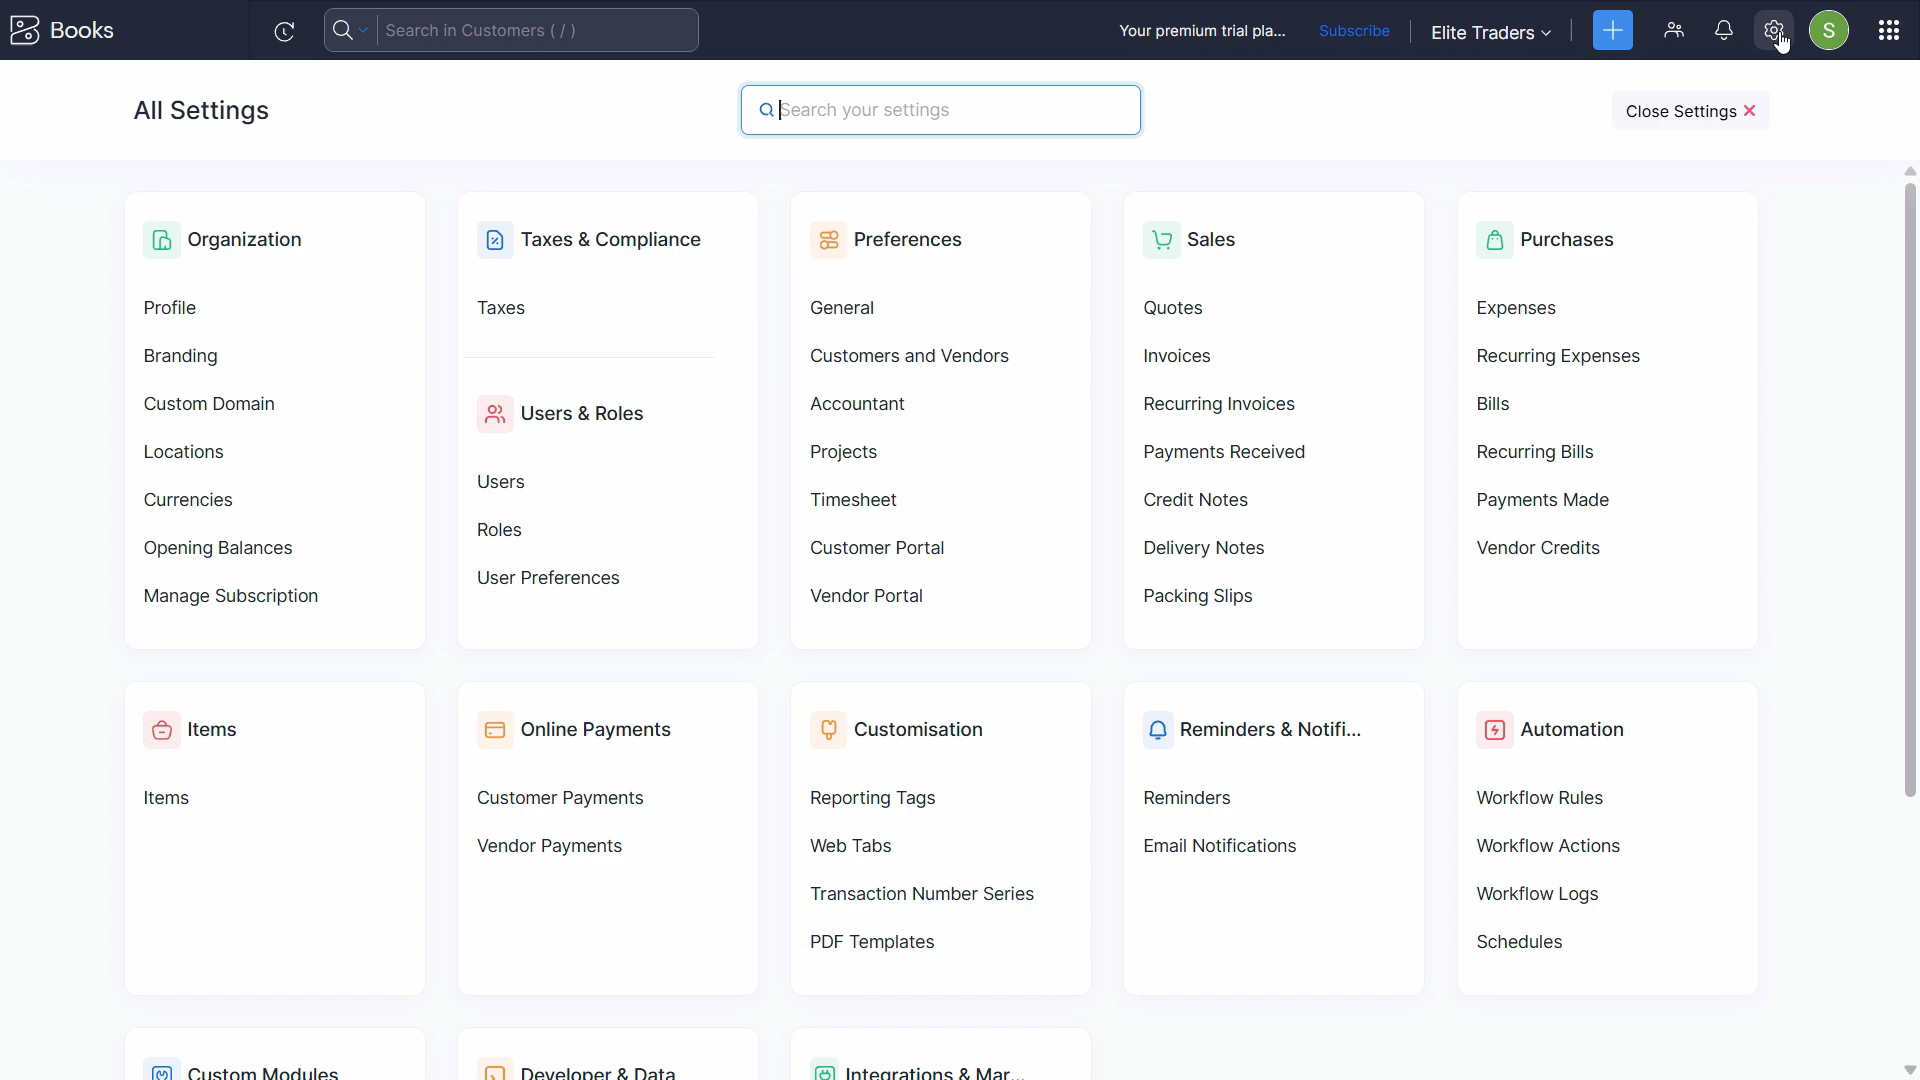 Books
Search in Customers ( / )
Your premium trial pla...
Subscribe
Elite Traders
S
All Settings
Search your settings
Close Settings
Organization
Profile
Branding
Custom Domain
Locations
Currencies
Opening Balances
Manage Subscription
Taxes & Compliance
Taxes
Users & Roles
Users
Roles
User Preferences
Preferences
General
Customers and Vendors
Accountant
Projects
Timesheet
Customer Portal
Vendor Portal
Sales
Quotes
Invoices
Recurring Invoices
Payments Received
Credit Notes
Delivery Notes
Packing Slips
Purchases
Expenses
Recurring Expenses
Bills
Recurring Bills
Payments Made
Vendor Credits
Items
Items
Online Payments
Customer Payments
Vendor Payments
Customisation
Reporting Tags
Web Tabs
Transaction Number Series
PDF Templates
Reminders & Notifi...
Reminders
Email Notifications
Automation
Workflow Rules
Workflow Actions
Workflow Logs
Schedules
Custom Modules
Developer & Data
Integrations & Mar...